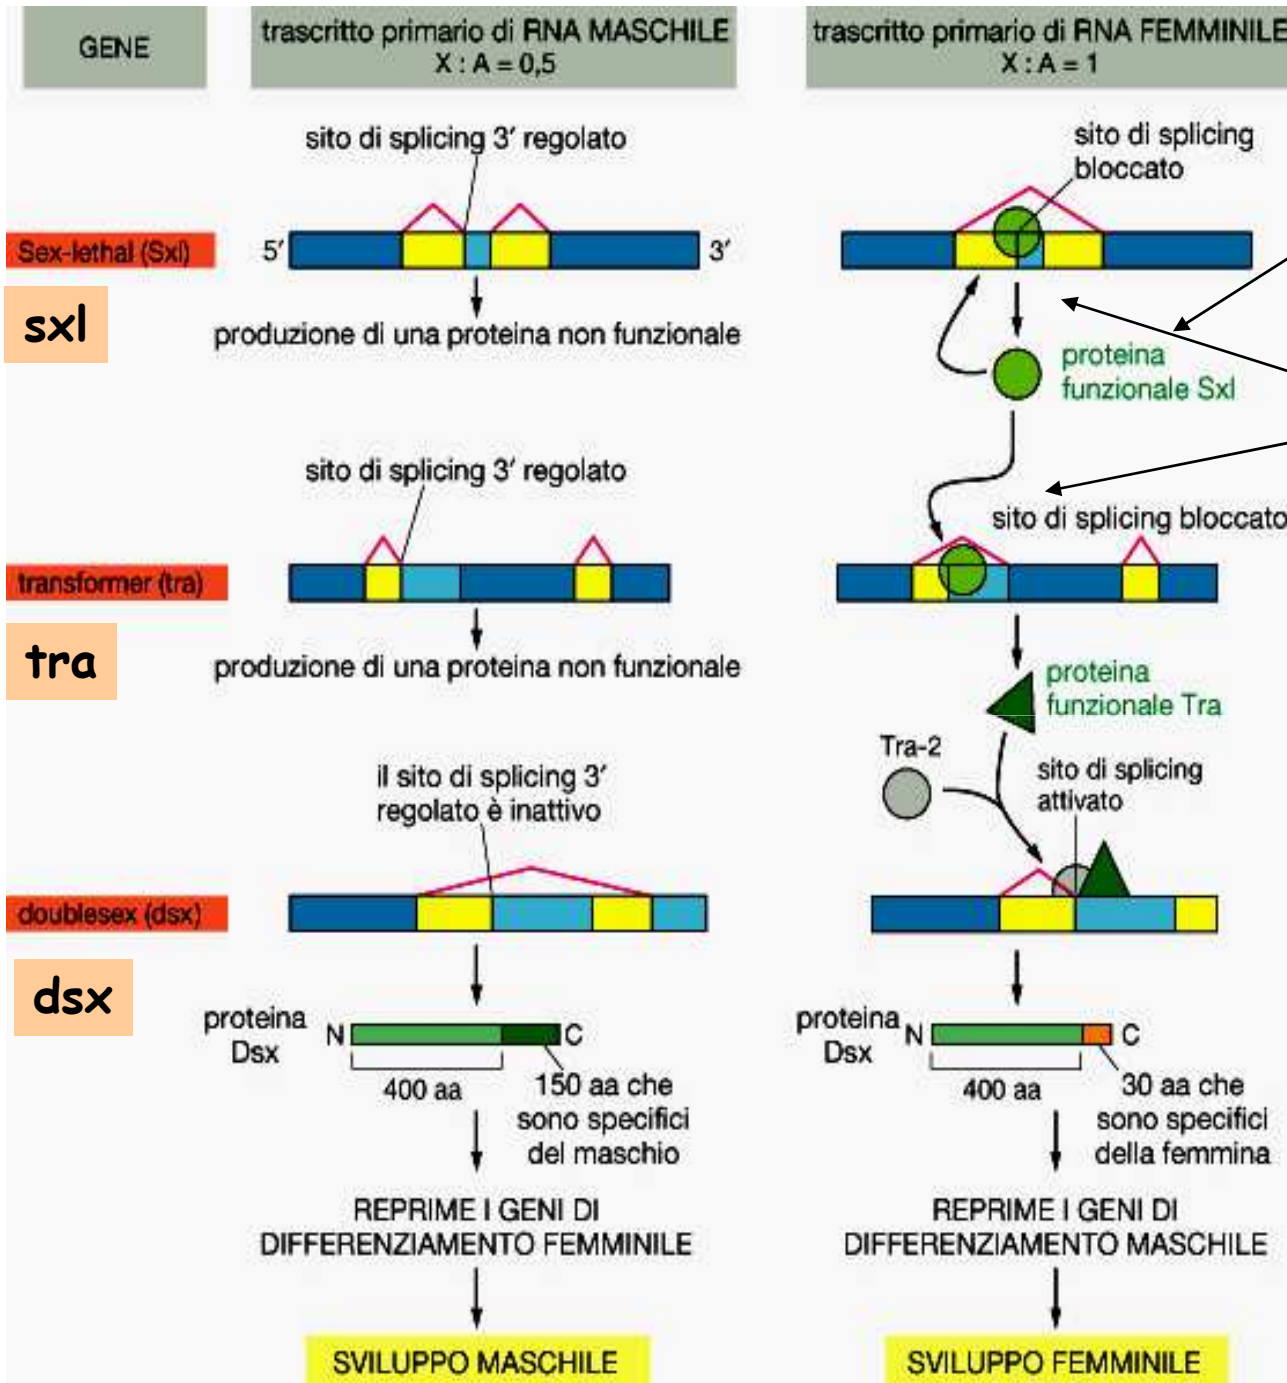 GENE
trascritto primario di RNA MASCHILE
X : A = 0,5
trascritto primario di RNA FEMMINILE
X : A = 1
sito di splicing 3′ regolato
sito di splicing
bloccato
Sex-lethal (Sxl)
5′
3′
sxl
produzione di una proteina non funzionale
proteina
funzionale Sxl
sito di splicing 3′ regolato
sito di splicing bloccato
transformer (tra)
tra
produzione di una proteina non funzionale
proteina
funzionale Tra
Tra-2
il sito di splicing 3′
regolato è inattivo
sito di splicing
attivato
doublesex (dsx)
dsx
proteina
Dsx
N
C
400 aa
150 aa che
sono specifici
del maschio
proteina
Dsx
N
C
400 aa
30 aa che
sono specifici
della femmina
REPRIME I GENI DI
DIFFERENZIAMENTO FEMMINILE
REPRIME I GENI DI
DIFFERENZIAMENTO MASCHILE
SVILUPPO MASCHILE
SVILUPPO FEMMINILE